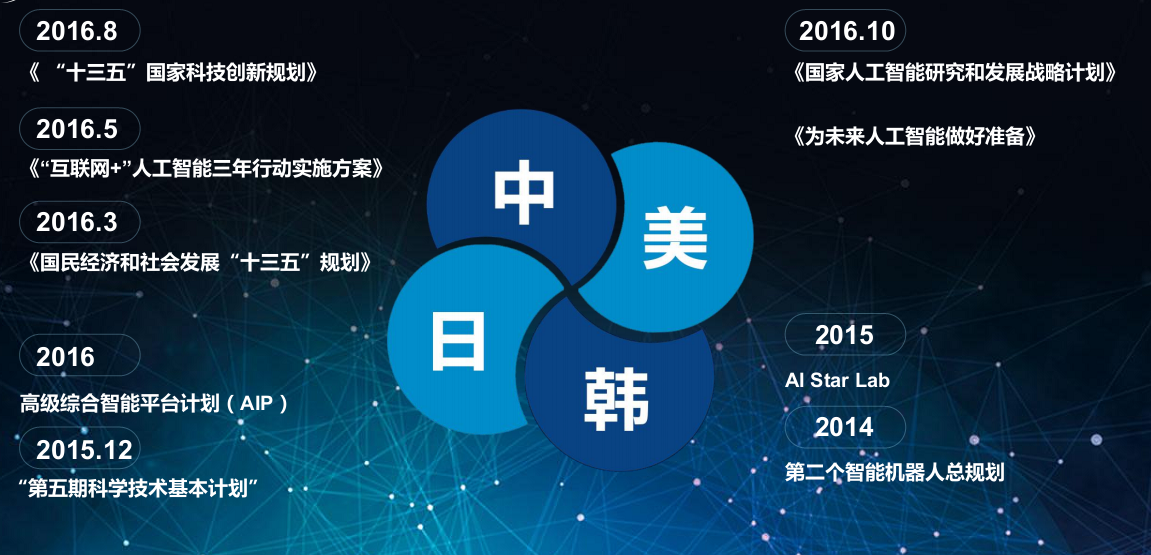 2016.8
《 “十三五”国家科技创新规划》
2016.5
《“互联网+”人工智能三年行动实施方案》
2016.3
《国民经济和社会发展“十三五”规划》
2016
高级综合智能平台计划（AIP）
2015.12
“第五期科学技术基本计划”
中
美
日
韩
2016.10
《国家人工智能研究和发展战略计划》
《为未来人工智能做好准备》
2015
AI Star Lab
2014
第二个智能机器人总规划